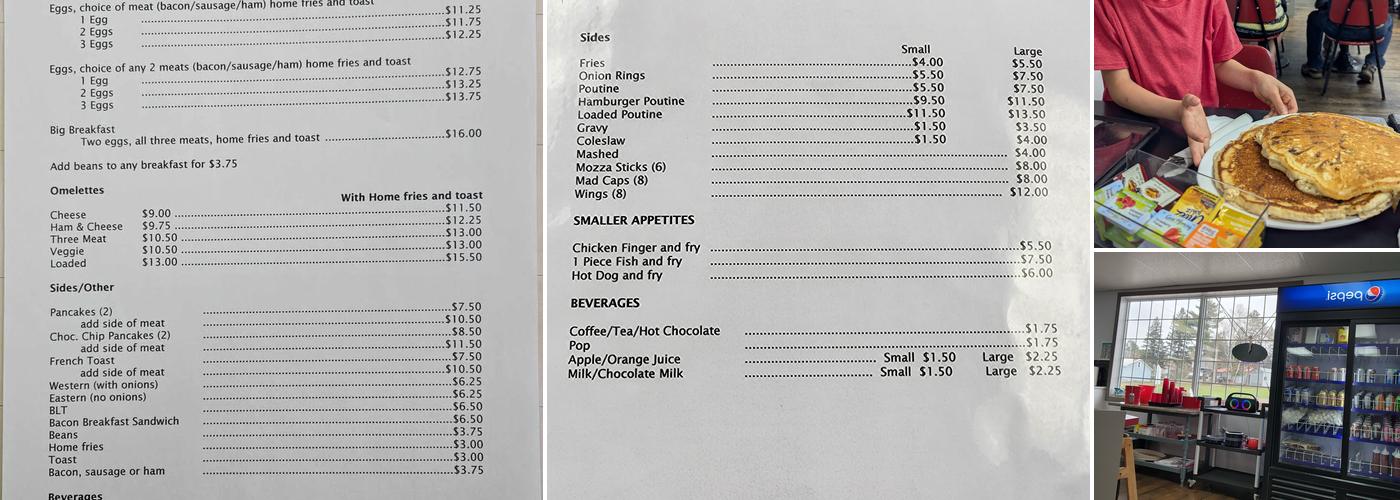 Eggs, choice of meat (bacon/sausage/ham) home fries and toast
1 Egg ........$11.25
2 Eggs ........$11.75
3 Eggs ........$12.25
Eggs, choice of any 2 meats (bacon/sausage/ham) home fries and toast
1 Egg ........$12.75
2 Eggs ........$13.25
3 Eggs ........$13.75
Big Breakfast
Two eggs, all three meats, home fries and toast ........$16.00
Add beans to any breakfast for $3.75
Omelettes
With Home fries and toast
Cheese $9.00 ........$11.50
Ham & Cheese $9.75 ........$12.25
Three Meat $10.50 ........$13.00
Veggie $10.50 ........$13.00
Loaded $13.00 ........$15.50
Sides/Other
Pancakes (2) ........$7.50
add side of meat ........$10.50
Choc. Chip Pancakes (2) ........$8.50
add side of meat ........$11.50
French Toast ........$7.50
add side of meat ........$10.50
Western (with onions) ........$6.25
Eastern (no onions) ........$6.25
BLT ........$6.50
Bacon Breakfast Sandwich ........$6.50
Beans ........$3.75
Home fries ........$3.00
Toast ........$3.00
Bacon, sausage or ham ........$3.75
Beverages
Sides
Small Large
Fries ........$4.00 $5.50
Onion Rings ........$5.50 $7.50
Poutine ........$5.50 $7.50
Hamburger Poutine ........$9.50 $11.50
Loaded Poutine ........$11.50 $13.50
Gravy ........$1.50 $3.50
Coleslaw ........$1.50 $4.00
Mashed ........$4.00
Mozza Sticks (6) ........$8.00
Mad Caps (8) ........$8.00
Wings (8) ........$12.00
SMALLER APPETITES
Chicken Finger and fry ........$5.50
1 Piece Fish and fry ........$7.50
Hot Dog and fry ........$6.00
BEVERAGES
Coffee/Tea/Hot Chocolate ........$1.75
Pop ........$1.75
Apple/Orange Juice ........ Small $1.50 Large $2.25
Milk/Chocolate Milk ........ Small $1.50 Large $2.25
pepsi